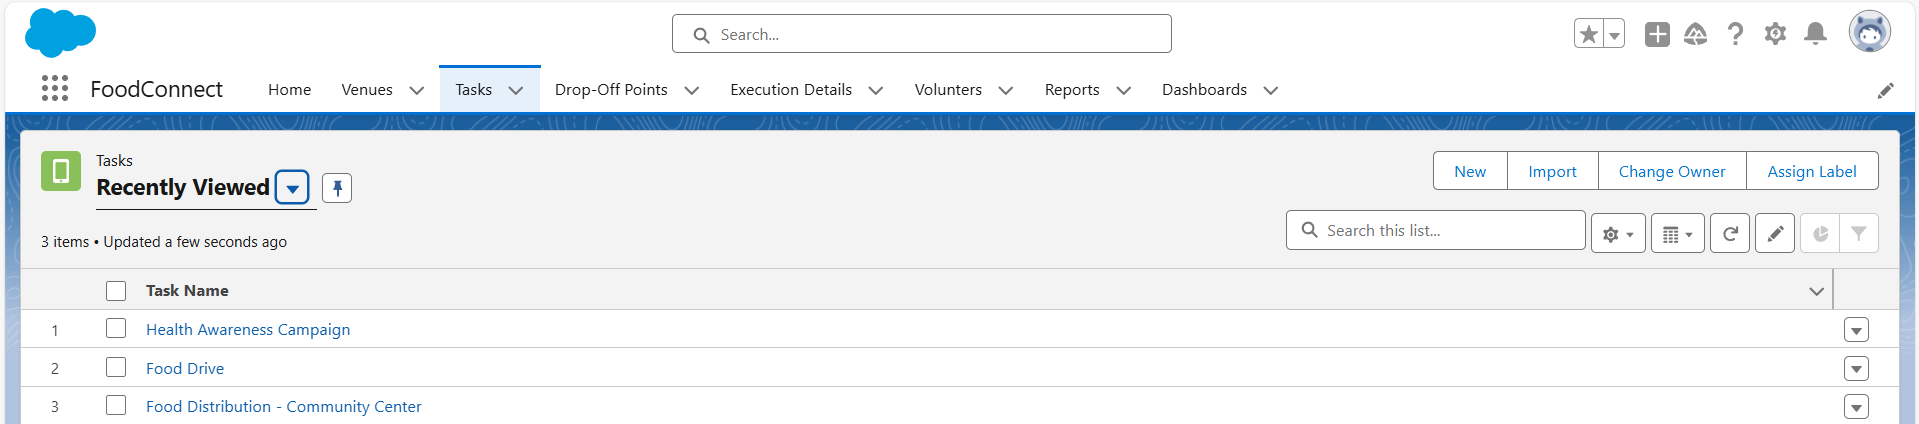 Search...
FoodConnect Home Venues Tasks Drop-Off Points Execution Details Volunters Reports Dashboards
Tasks
Recently Viewed
New Import Change Owner Assign Label
3 items • Updated a few seconds ago
Search this list...
Task Name
1 Health Awareness Campaign
2 Food Drive
3 Food Distribution - Community Center